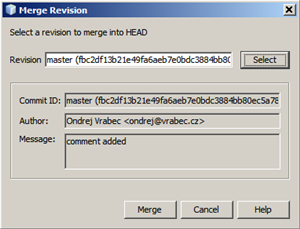 Merge Revision
Select a revision to merge into HEAD
Revision master (fbc2df13b21e49fa6aeb7e0bdc3884bb80 Select
Commit ID: master (fbc2df13b21e49fa6aeb7e0bdc3884bb80ec5a78
Author: Ondrej Vrabec <ondrej@vrabec.cz>
Message: comment added
Merge Cancel Help